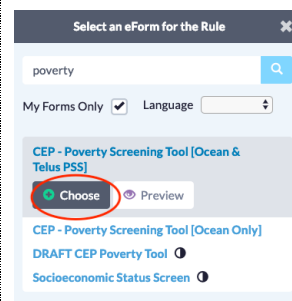 Select an eForm for the Rule
poverty
My Forms Only Language
CEP - Poverty Screening Tool [Ocean &
Telus PSS]
Choose Preview
CEP - Poverty Screening Tool [Ocean Only]
DRAFT CEP Poverty Tool
Socioeconomic Status Screen